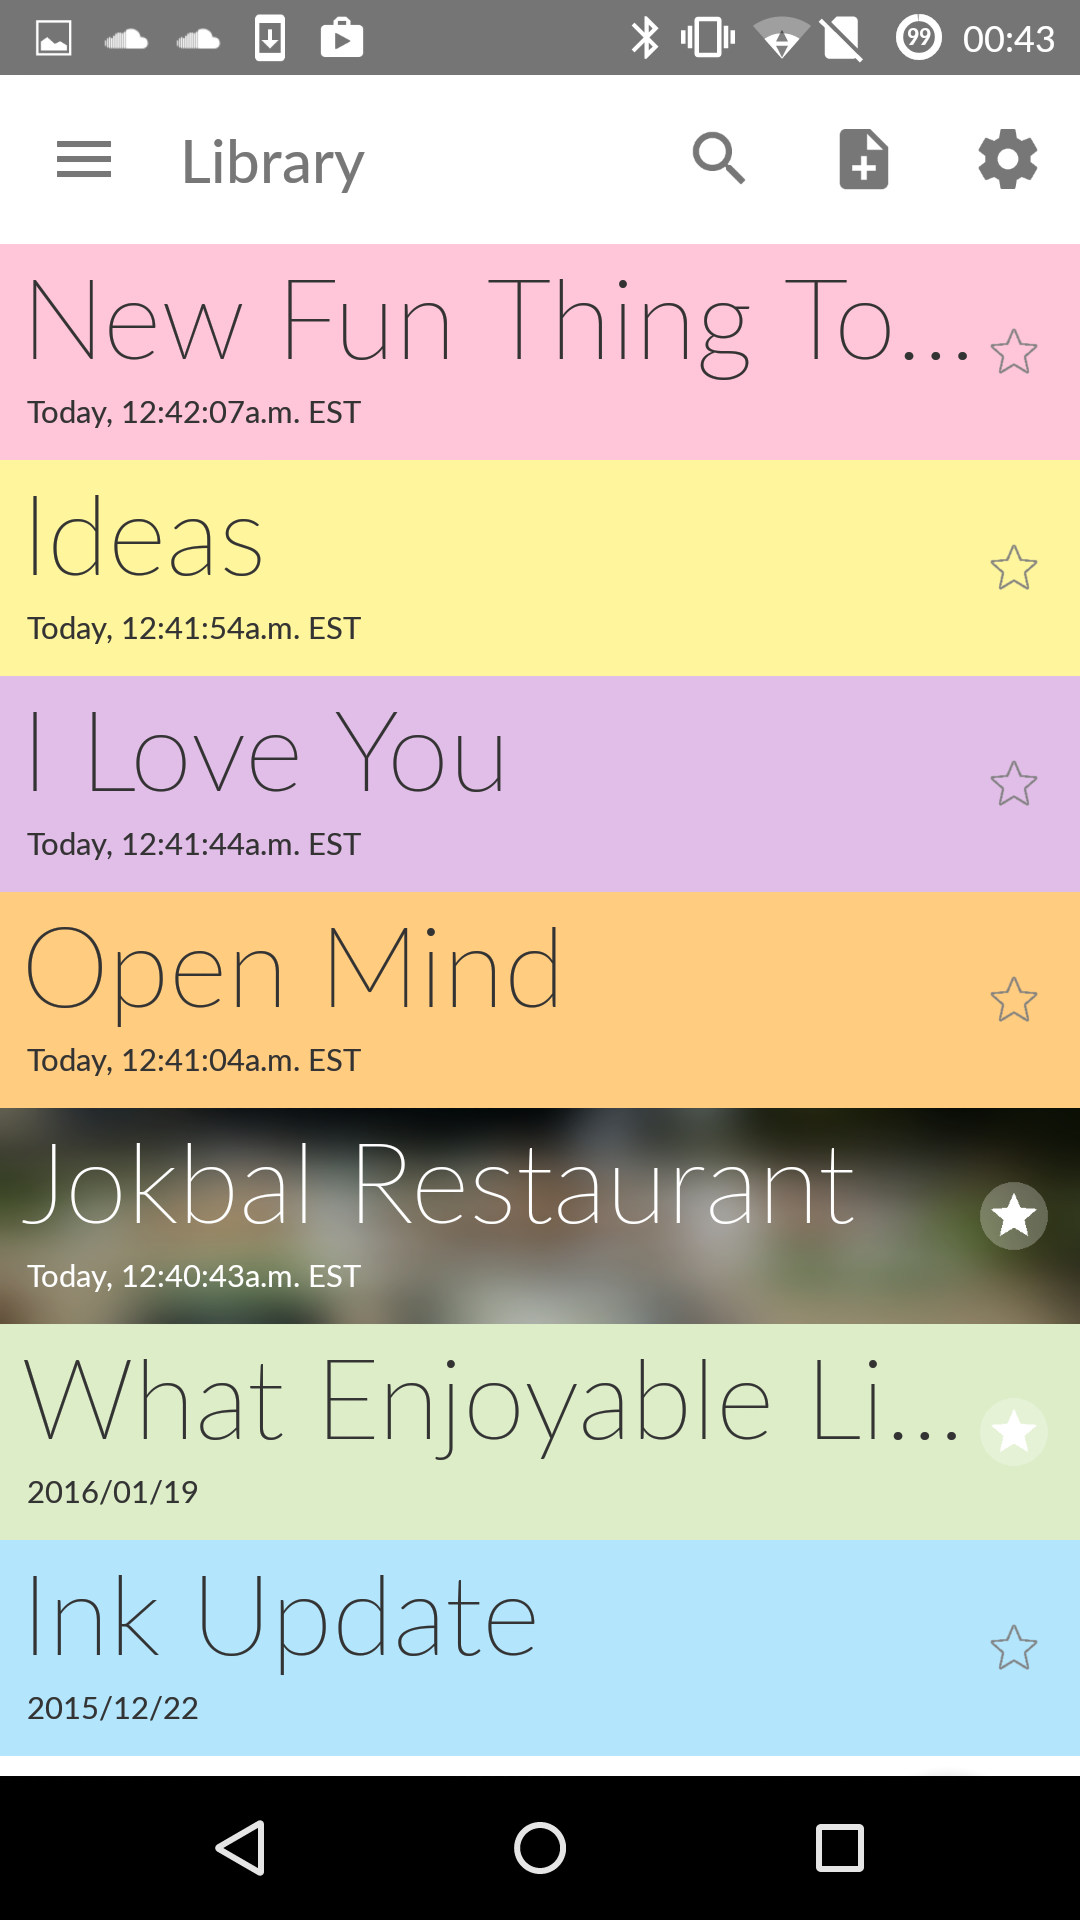 99 00:43
Library
New Fun Thing To...
Today, 12:42:07a.m. EST
Ideas
Today, 12:41:54a.m. EST
I Love You
Today, 12:41:44a.m. EST
Open Mind
Today, 12:41:04a.m. EST
Jokbal Restaurant
Today, 12:40:43a.m. EST
What Enjoyable Li...
2016/01/19
Ink Update
2015/12/22